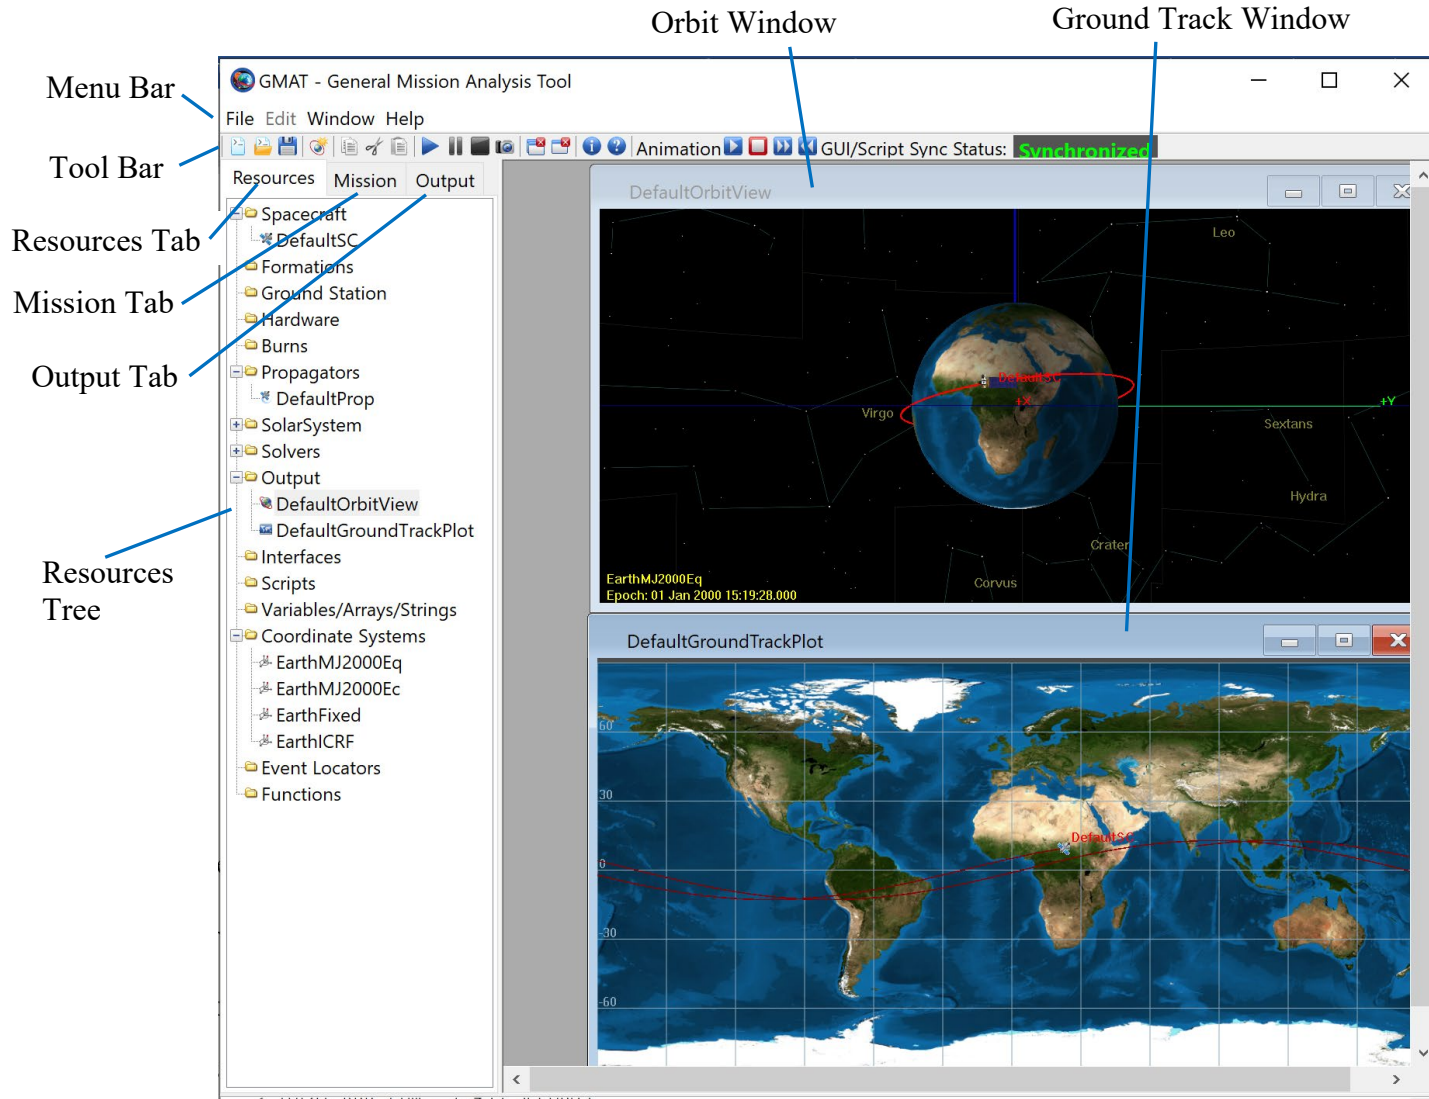 Orbit Window
Ground Track Window
Menu Bar
Tool Bar
Resources Tab
Mission Tab
Output Tab
Resources
Tree
GMAT - General Mission Analysis Tool
File Edit Window Help
Animation GUI/Script Sync Status: Synchronized
Resources Mission Output
Spacecraft
DefaultSC
Formations
Ground Station
Hardware
Burns
Propagators
DefaultProp
SolarSystem
Solvers
Output
DefaultOrbitView
DefaultGroundTrackPlot
Interfaces
Scripts
Variables/Arrays/Strings
Coordinate Systems
EarthMJ2000Eq
EarthMJ2000Ec
EarthFixed
EarthICRF
Event Locators
Functions
DefaultOrbitView
Leo
DefaultSC
+X
+Y
Virgo
Sextans
Hydra
Crater
Corvus
EarthMJ2000Eq
Epoch: 01 Jan 2000 15:19:28.000
DefaultGroundTrackPlot
60
30
DefaultSC
0
-30
-60